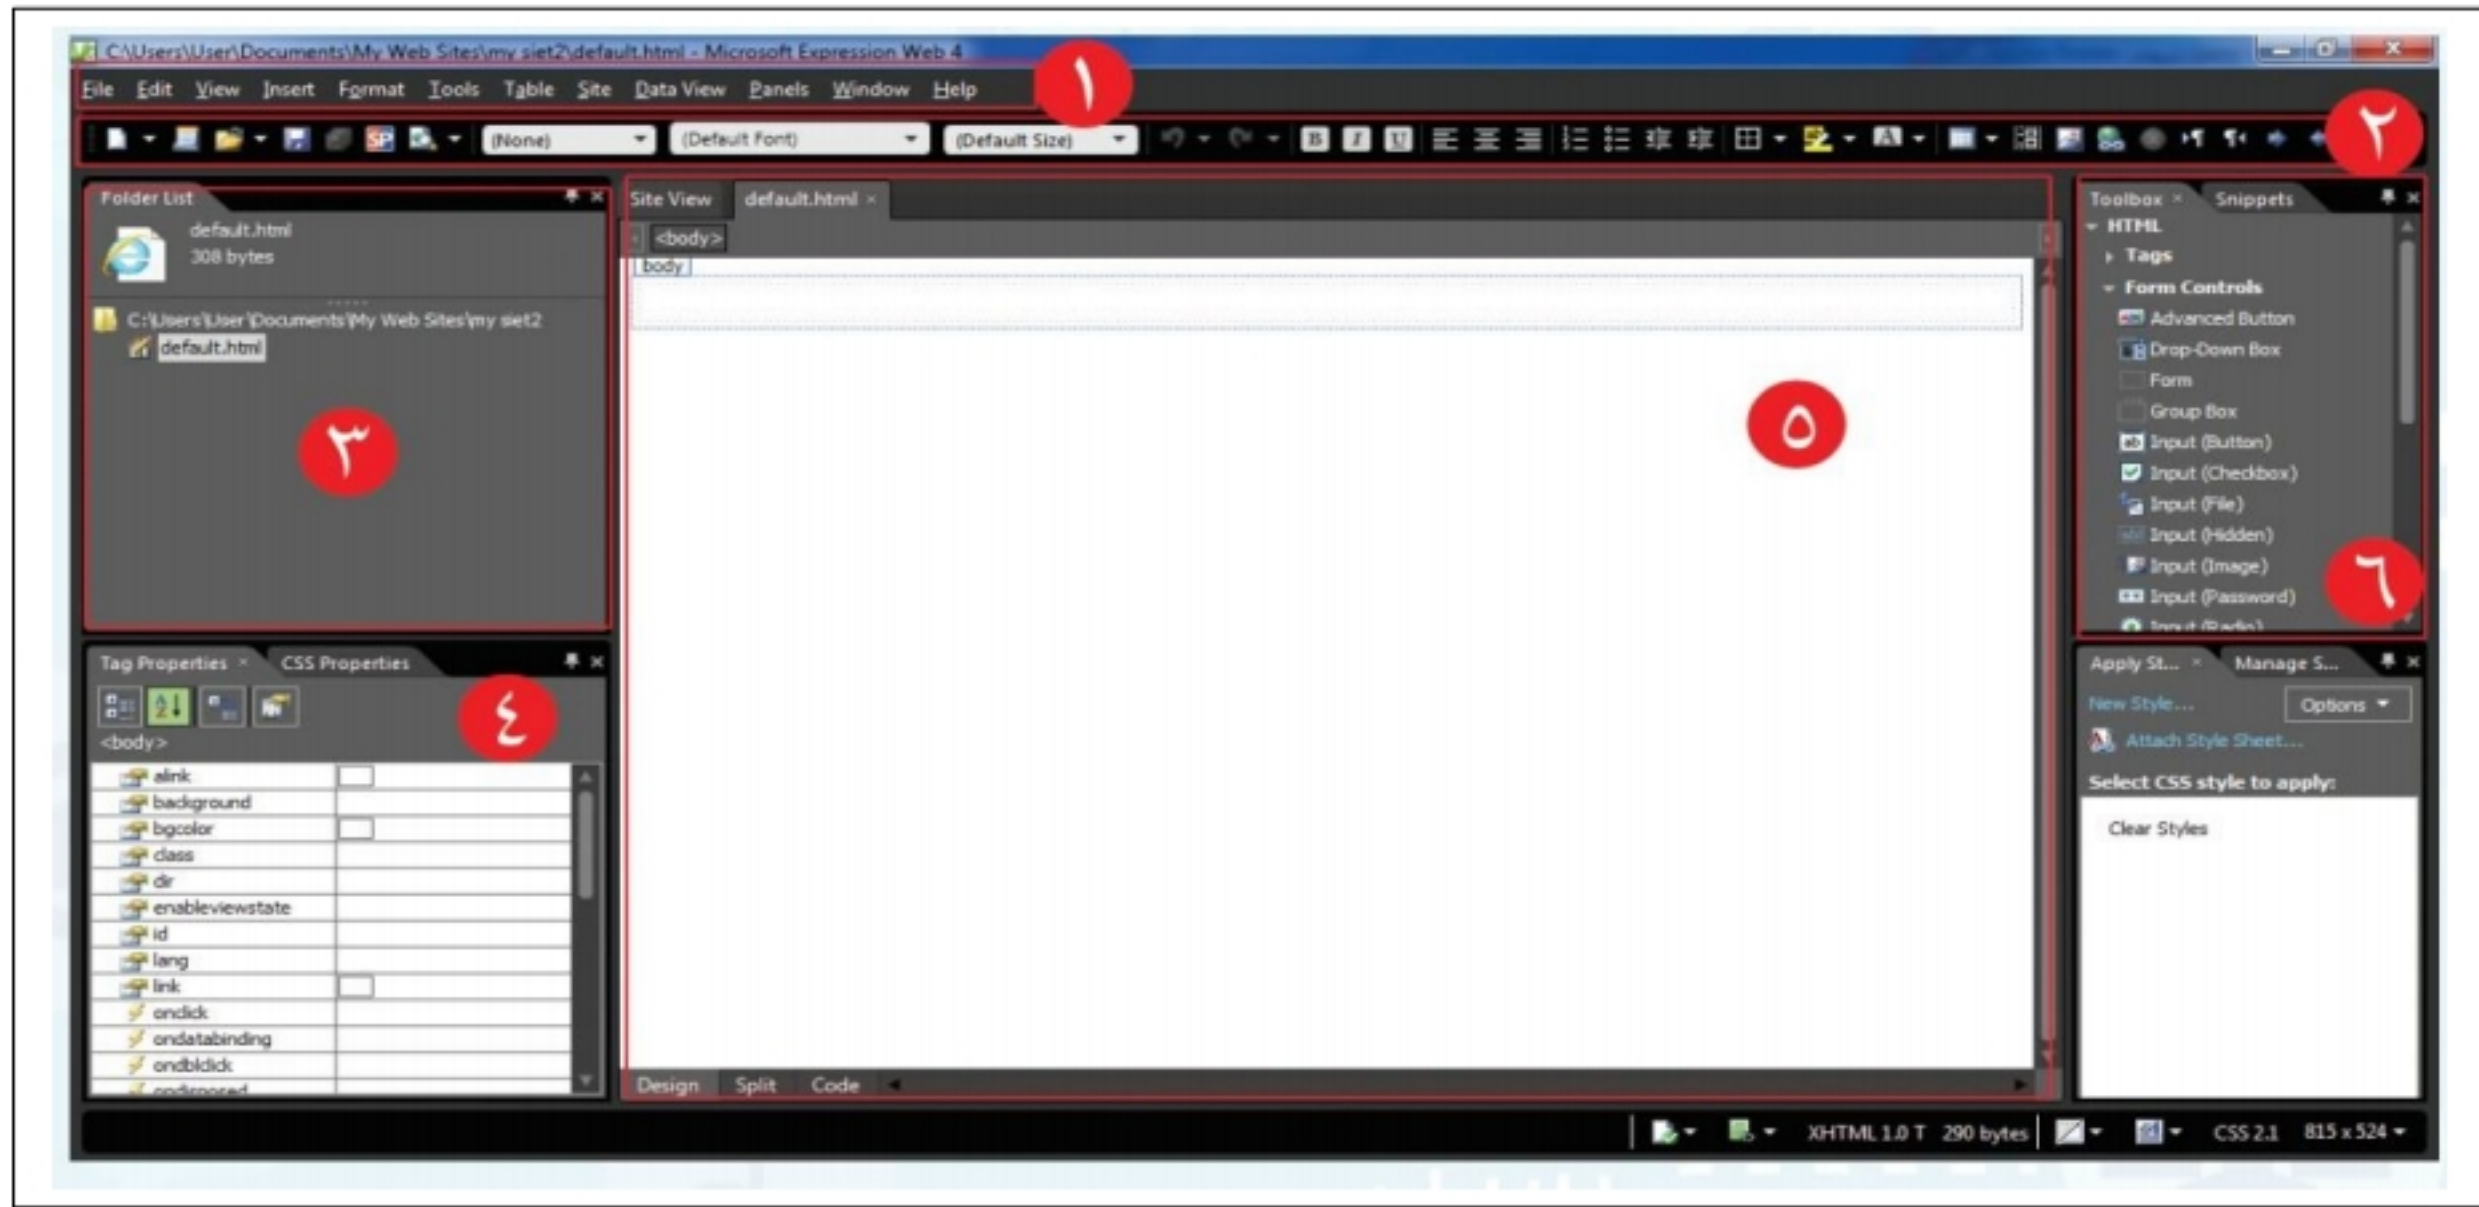 C:\Users\User\Documents\My Web Sites\my siet2\default.html - Microsoft Expression Web 4
File Edit View Insert Format Tools Table Site Data View Panels Window Help
١
(None) (Default Font) (Default Size)
٢
Folder List
default.html
308 bytes
C:\Users\User\Documents\My Web Sites\my siet2
default.html
٣
Tag Properties CSS Properties
٤
<body>
alink
background
bgcolor
class
dir
enableviewstate
id
lang
link
onclick
ondatabinding
ondblclick
ondisposed
Site View default.html
<body>
body
٥
Design Split Code
Toolbox Snippets
HTML
Tags
Form Controls
Advanced Button
Drop-Down Box
Form
Group Box
Input (Button)
Input (Checkbox)
Input (File)
Input (Hidden)
Input (Image)
Input (Password)
Input (Radio)
٦
Apply St... Manage S...
New Style... Options
Attach Style Sheet...
Select CSS style to apply:
Clear Styles
XHTML 1.0 T 290 bytes CSS 2.1 815 x 524